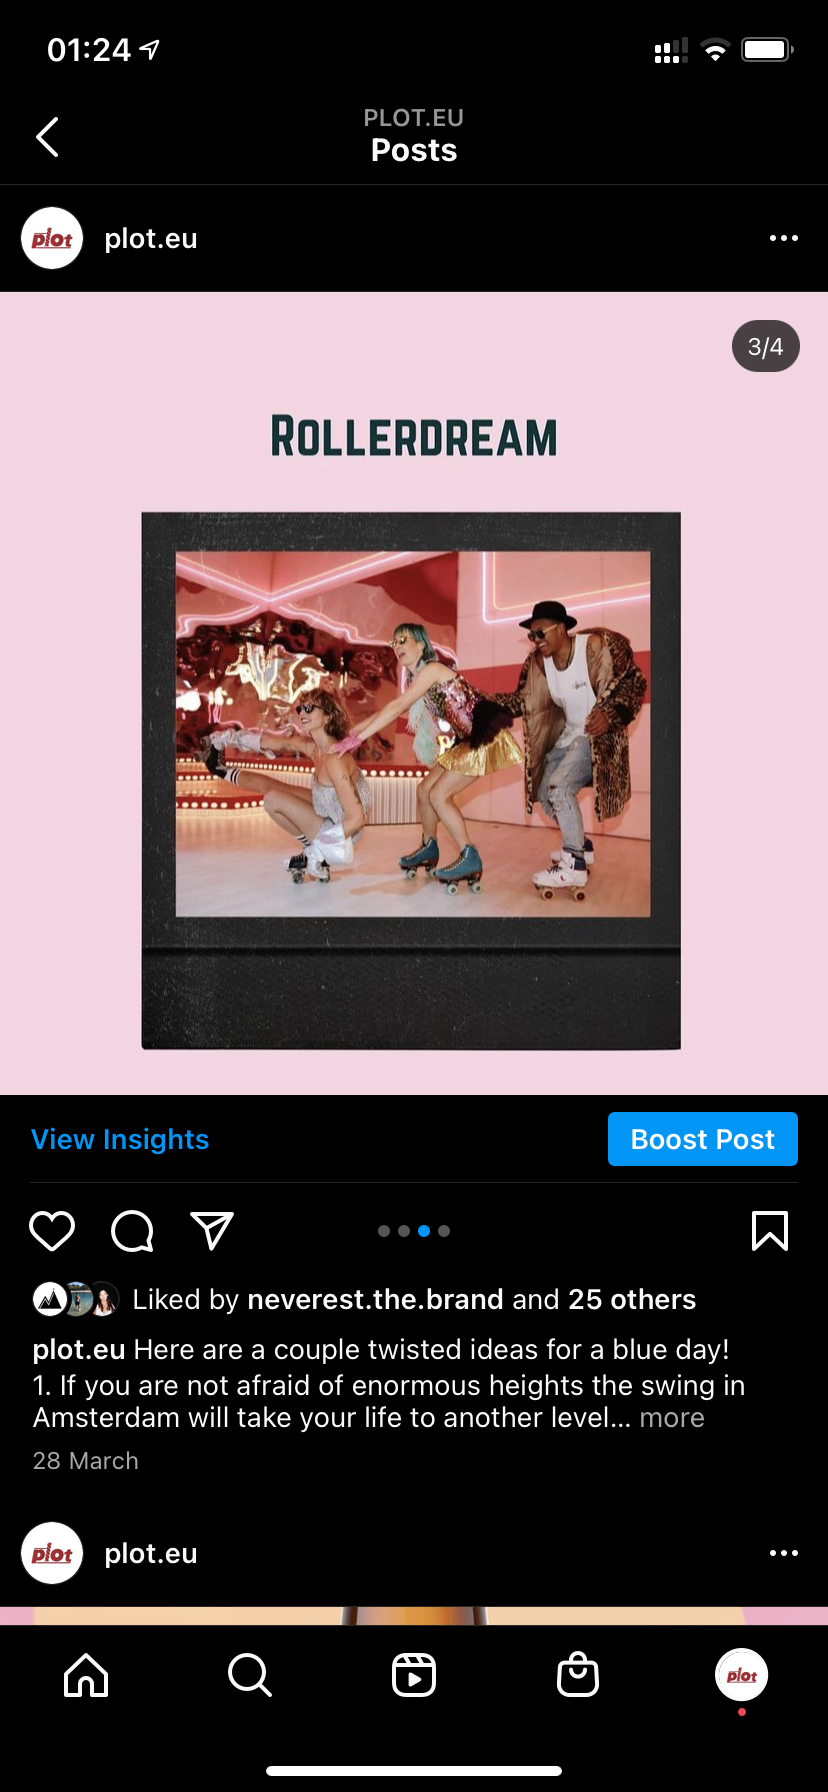 01:24
PLOT.EU
Posts
plot
plot.eu
3/4
ROLLERDREAM
View Insights
Boost Post
Liked by neverest.the.brand and 25 others
plot.eu Here are a couple twisted ideas for a blue day!
1. If you are not afraid of enormous heights the swing in
Amsterdam will take your life to another level... more
28 March
plot
plot.eu
plot